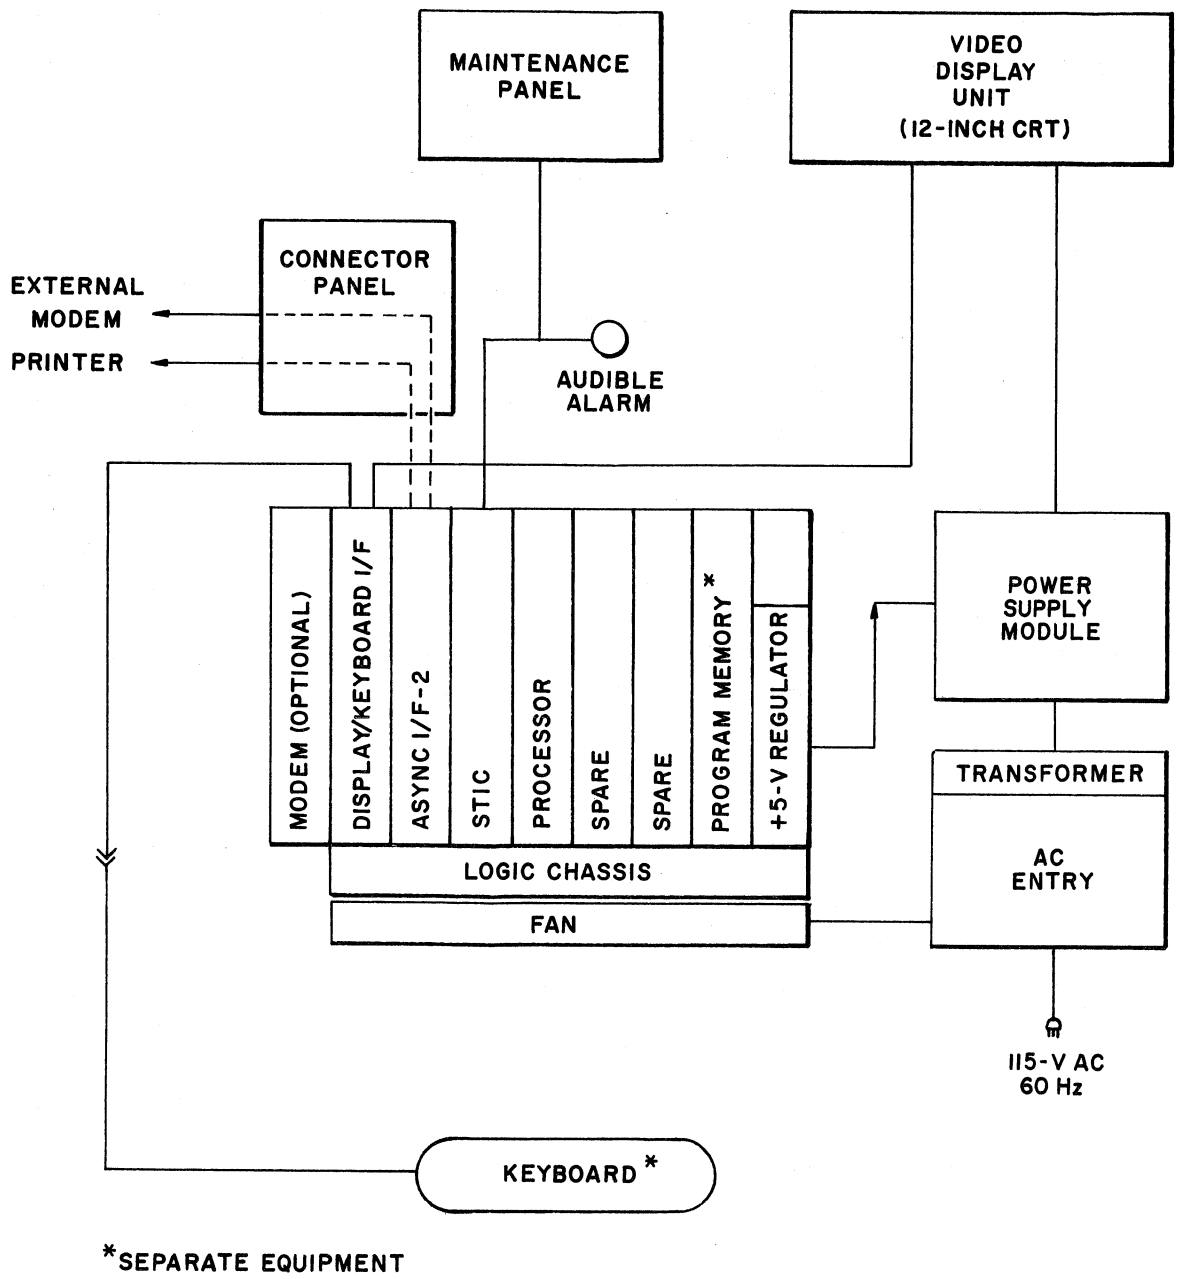 MAINTENANCE
PANEL
VIDEO
DISPLAY
UNIT
(12-INCH CRT)
CONNECTOR
PANEL
EXTERNAL
MODEM
PRINTER
AUDIBLE
ALARM
MODEM (OPTIONAL)
DISPLAY/KEYBOARD I/F
ASYNC I/F-2
STIC
PROCESSOR
SPARE
SPARE
PROGRAM MEMORY*
+5-V REGULATOR
POWER
SUPPLY
MODULE
TRANSFORMER
AC
ENTRY
LOGIC CHASSIS
FAN
115-V AC
60 Hz
KEYBOARD*
*SEPARATE EQUIPMENT